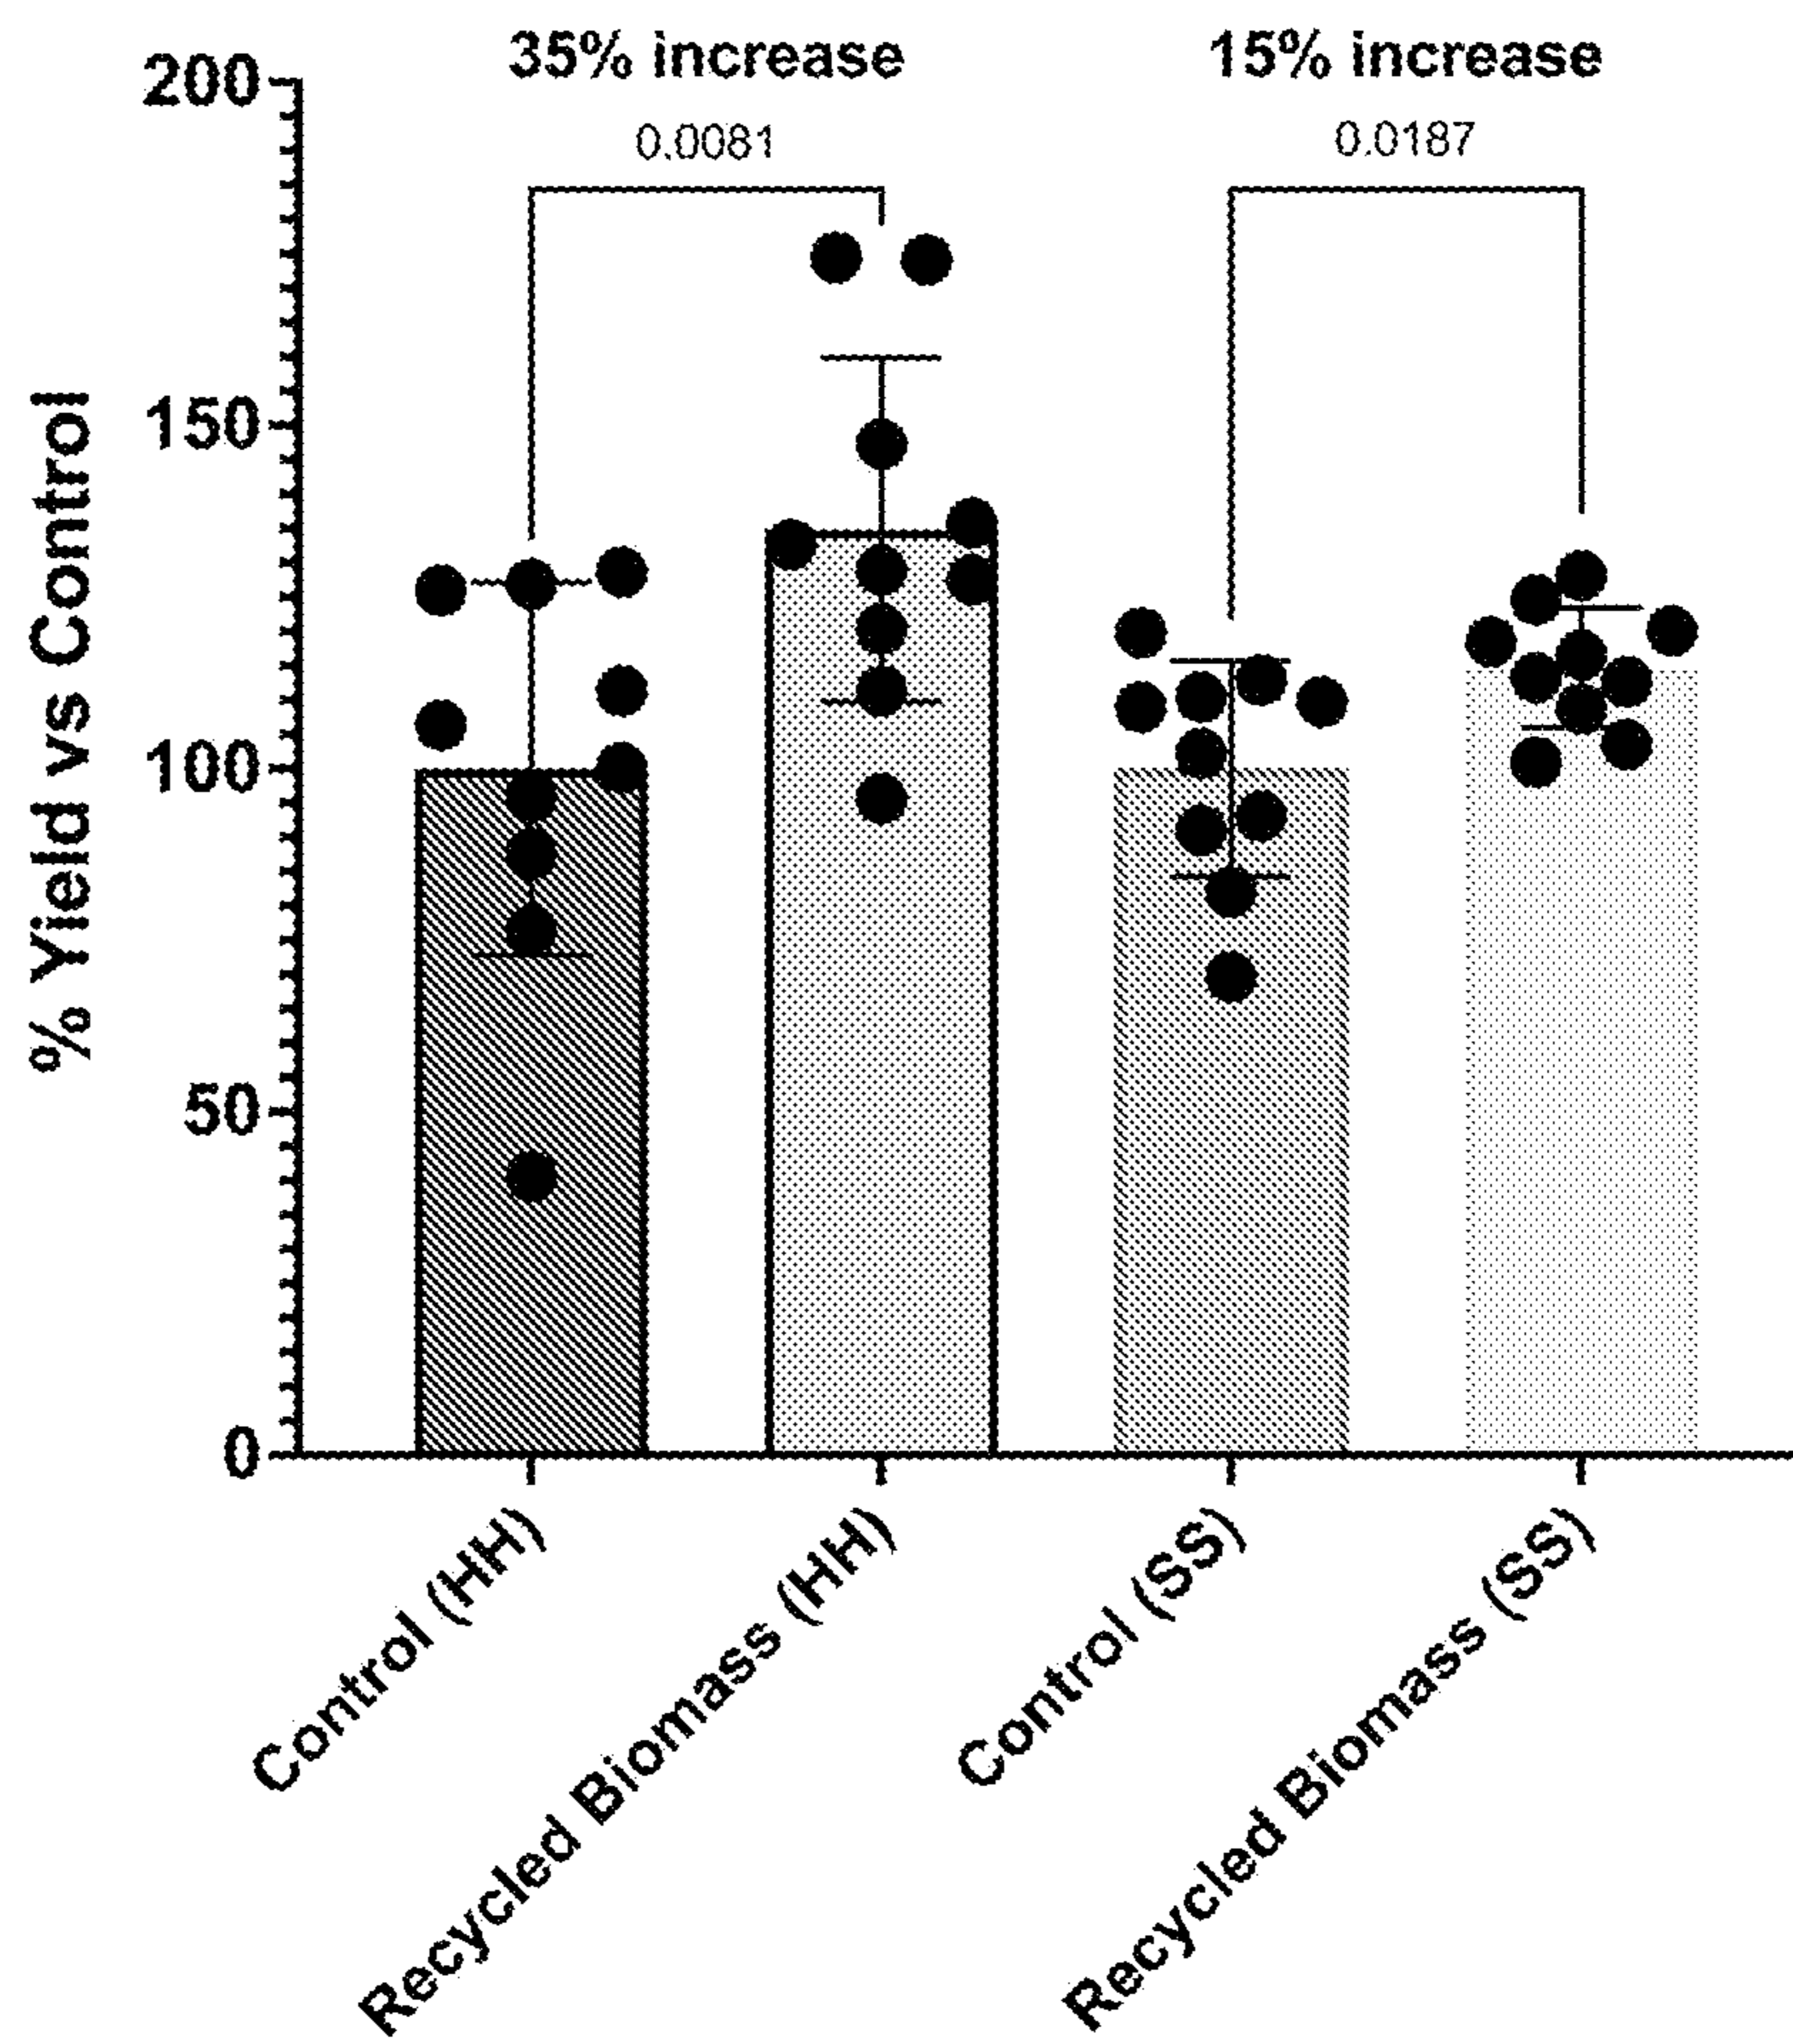 35% increase
15% increase
0.0081
0.0187
% Yield vs Control
200
150
100
50
0
Control (HH)
Recycled Biomass (HH)
Control (SS)
Recycled Biomass (SS)